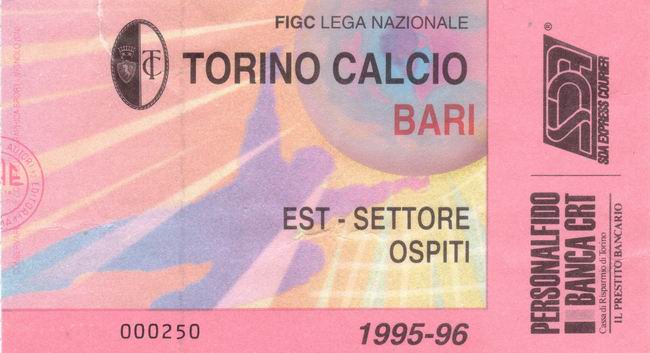 FIGC LEGA NAZIONALE
TC
TORINO CALCIO
BARI
EST - SETTORE
OSPITI
000250
1995-96
SDA
SDA EXPRESS COURIER
PERSONALFIDO
BANCA CRT
Cassa di Risparmio di Torino
IL PRESTITO BANCARIO